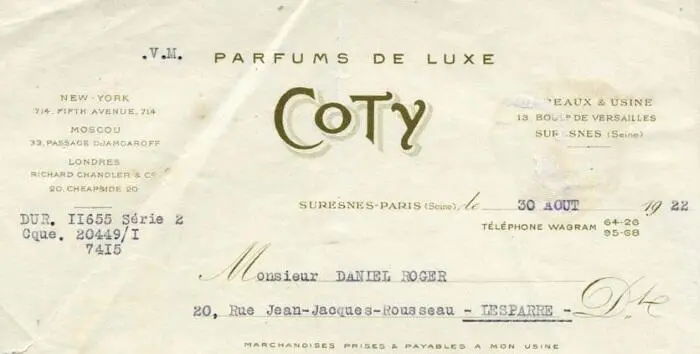 .V.M.
PARFUMS DE LUXE
COTY
NEW-YORK
714, FIFTH AVENUE, 714
MOSCOU
33, PASSAGE DJAMGAROFF
LONDRES
RICHARD CHANDLER & Cº
20, CHEAPSIDE 20
EAUX & USINE
13, BOULD DE VERSAILLES
SURESNES (Seine)
DUR. II655 Série 2
Cque. 20449/I
7415
SURESNES-PARIS (Seine), le 30 AOUT 1922
TÉLÉPHONE WAGRAM 64-26
95-68
Monsieur DANIEL ROGER
20, Rue Jean-Jacques-Rousseau - LESPARRE - Dte
MARCHANDISES PRISES & PAYABLES A MON USINE